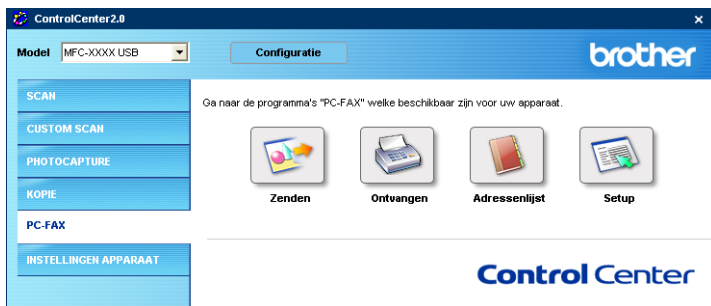 ControlCenter2.0
Model MFC-XXXX USB Configuratie brother
SCAN
CUSTOM SCAN
PHOTOCAPTURE
KOPIE
PC-FAX
INSTELLINGEN APPARAAT
Ga naar de programma's "PC-FAX" welke beschikbaar zijn voor uw apparaat.
Zenden Ontvangen Adressenlijst Setup
Control Center